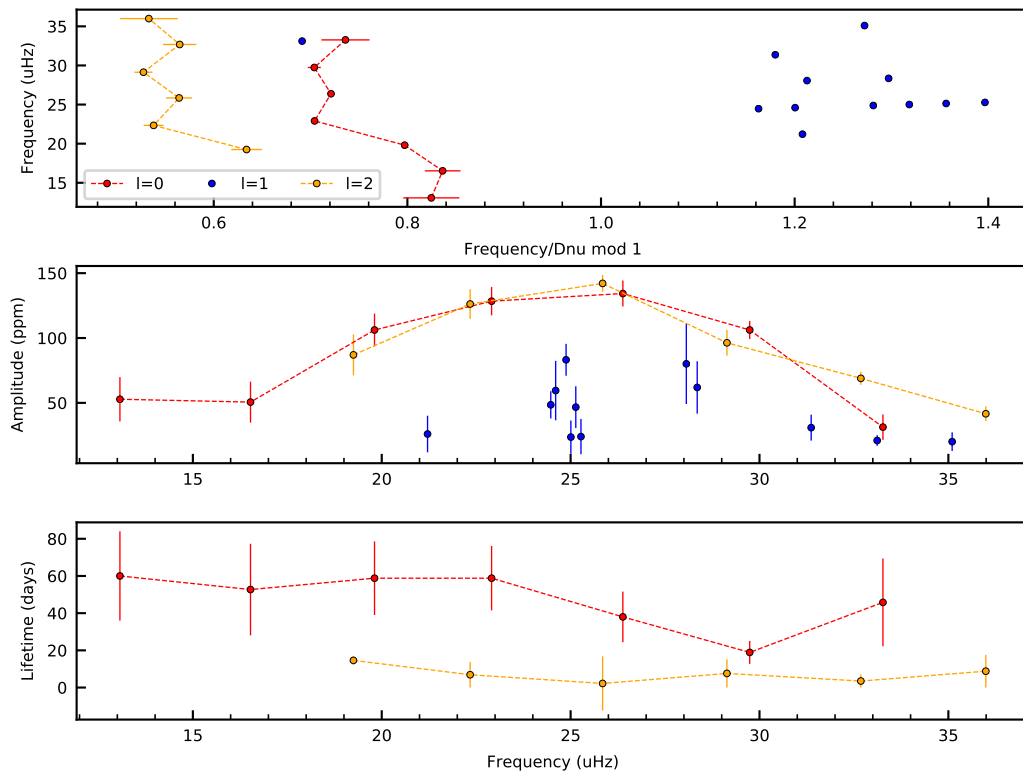 35
30
25
20
15
Frequency (uHz)
l=0 l=1 l=2
0.6 0.8 1.0 1.2 1.4
Frequency/Dnu mod 1
150
100
50
Amplitude (ppm)
15 20 25 30 35
80
60
40
20
0
Lifetime (days)
15 20 25 30 35
Frequency (uHz)